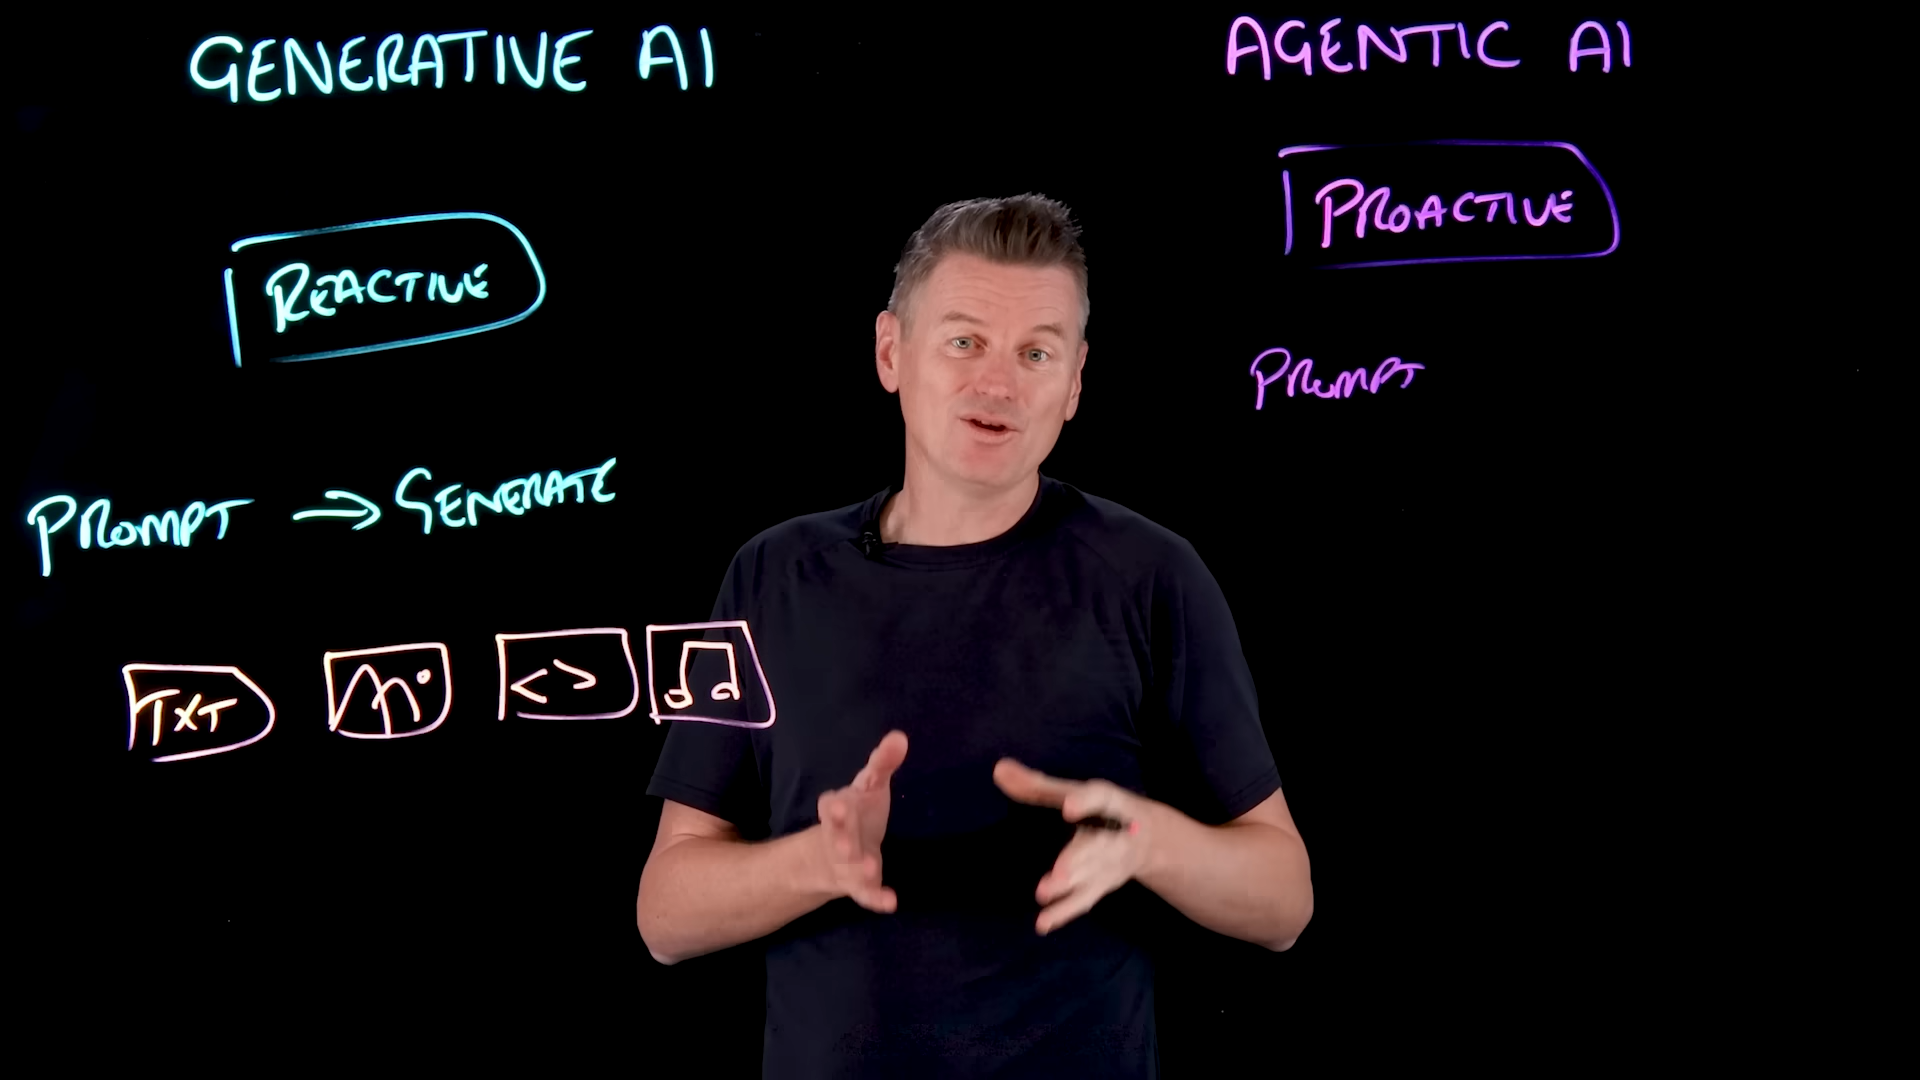 GENERATIVE AI
REACTIVE
PROMPT → GENERATE
TXT
< >
AGENTIC AI
PROACTIVE
PROMPT